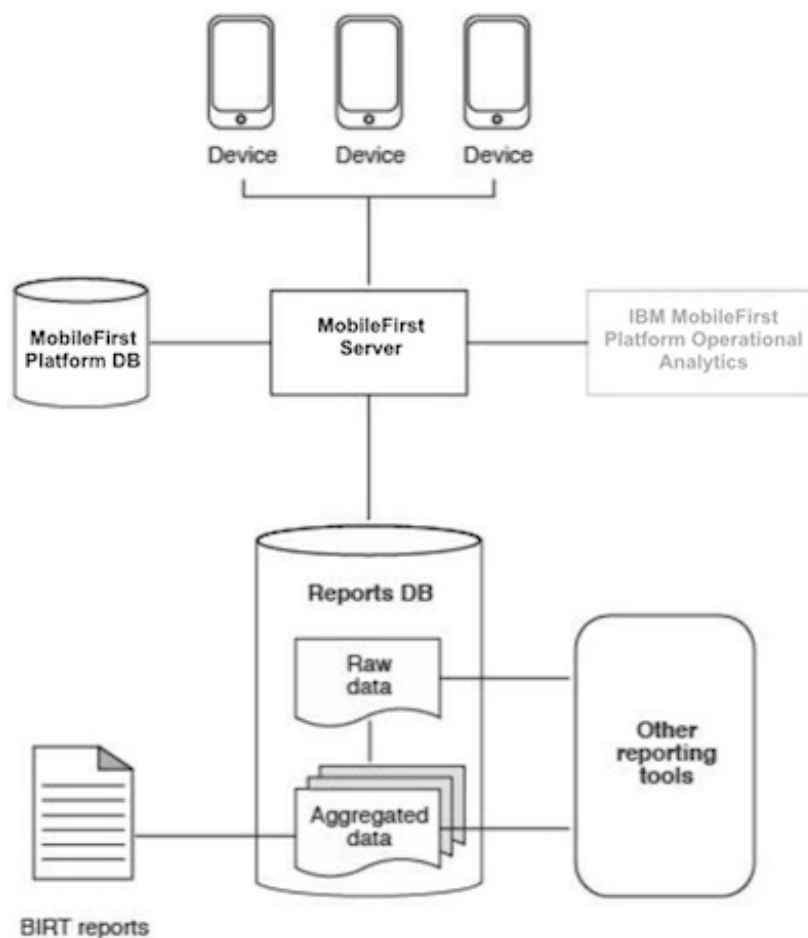 Device
Device
Device
MobileFirst
Platform DB
MobileFirst
Server
IBM MobileFirst
Platform Operational
Analytics
Reports DB
Raw
data
Other
reporting
tools
Aggregated
data
BIRT reports